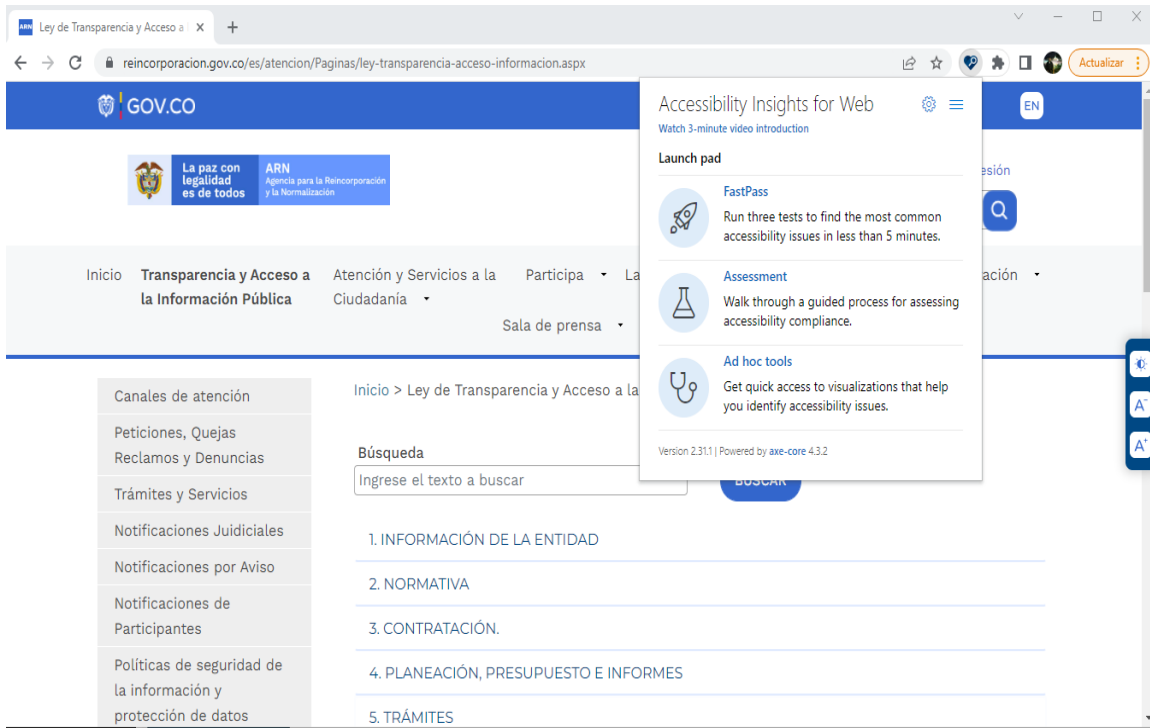 ARN Ley de Transparencia y Acceso a l
reincorporacion.gov.co/es/atencion/Paginas/ley-transparencia-acceso-informacion.aspx
Actualizar
GOV.CO
EN
La paz con
legalidad
es de todos
ARN
Agencia para la Reincorporación
y la Normalización
esión
Inicio
Transparencia y Acceso a
la Información Pública
Atención y Servicios a la
Ciudadanía
Participa
La
ación
Sala de prensa
Accessibility Insights for Web
Watch 3-minute video introduction
Launch pad
FastPass
Run three tests to find the most common
accessibility issues in less than 5 minutes.
Assessment
Walk through a guided process for assessing
accessibility compliance.
Ad hoc tools
Get quick access to visualizations that help
you identify accessibility issues.
Version 2.31.1 | Powered by axe-core 4.3.2
A-
A+
Canales de atención
Peticiones, Quejas
Reclamos y Denuncias
Trámites y Servicios
Notificaciones Juidiciales
Notificaciones por Aviso
Notificaciones de
Participantes
Políticas de seguridad de
la información y
protección de datos
Inicio > Ley de Transparencia y Acceso a la
Búsqueda
Ingrese el texto a buscar
BUSCAR
1. INFORMACIÓN DE LA ENTIDAD
2. NORMATIVA
3. CONTRATACIÓN.
4. PLANEACIÓN, PRESUPUESTO E INFORMES
5. TRÁMITES